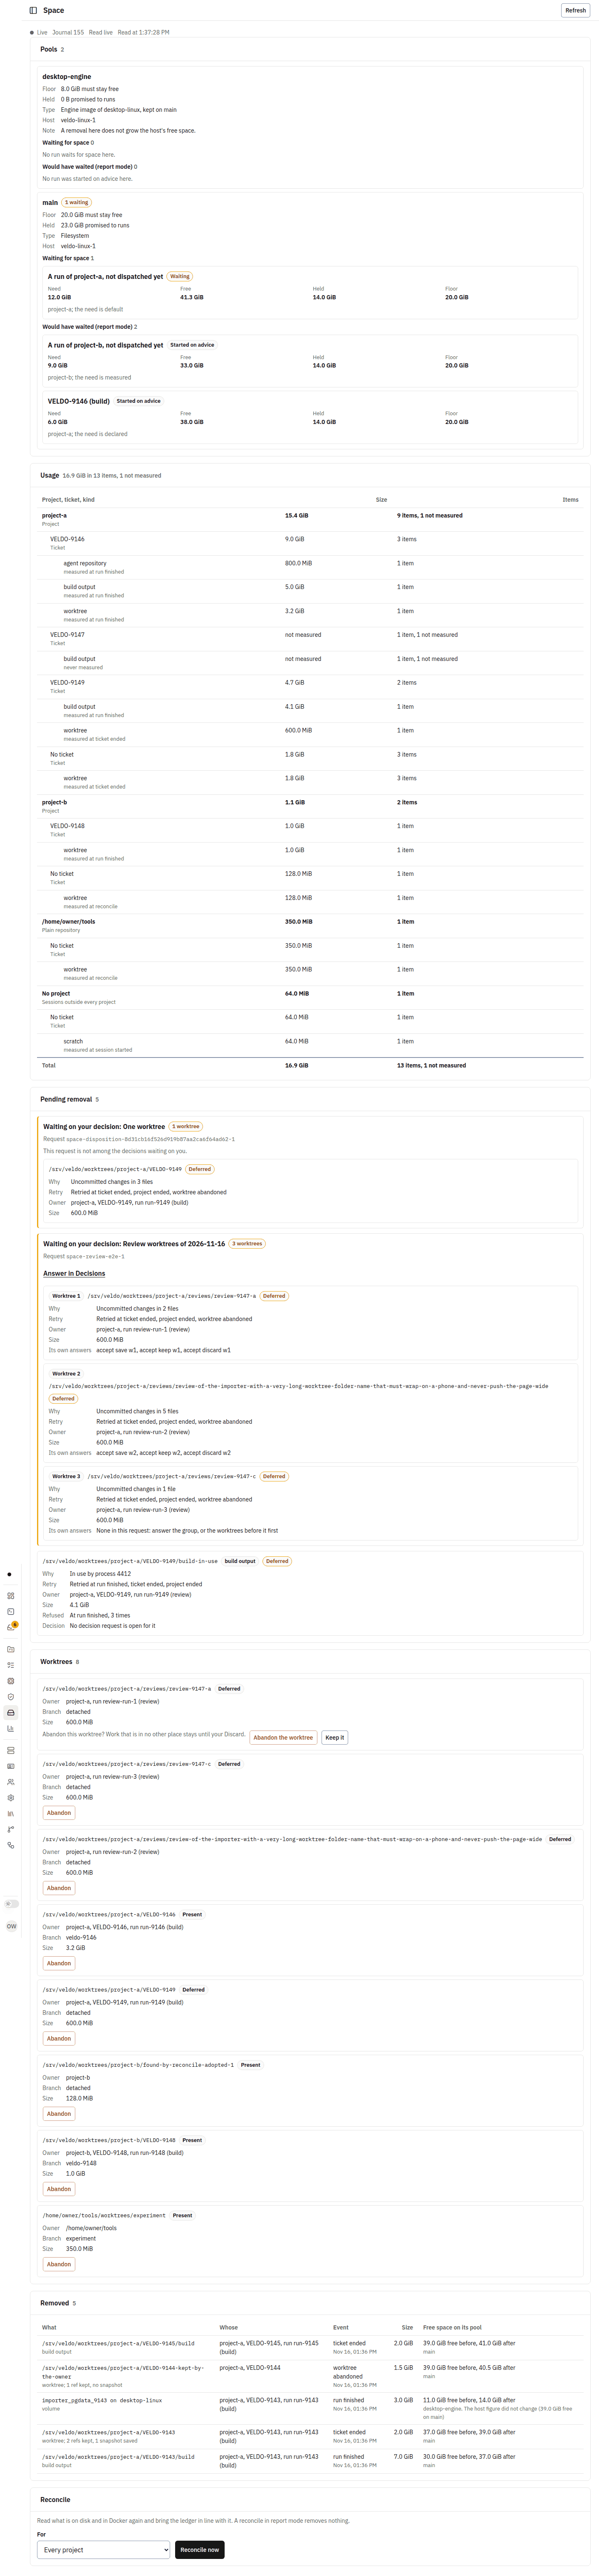 Space
Refresh
Live Journal 155 Read live Read at 1:37:28 PM
Pools 2
desktop-engine
Floor 8.0 GiB must stay free
Held 0 B promised to runs
Type Engine image of desktop-linux, kept on main
Host veldo-linux-1
Note A removal here does not grow the host's free space.
Waiting for space 0
No run waits for space here.
Would have waited (report mode) 0
No run was started on advice here.
main 1 waiting
Floor 20.0 GiB must stay free
Held 23.0 GiB promised to runs
Type Filesystem
Host veldo-linux-1
Waiting for space 1
A run of project-a, not dispatched yet Waiting
Need Free Held Floor
12.0 GiB 41.3 GiB 14.0 GiB 20.0 GiB
project-a; the need is default
Would have waited (report mode) 2
A run of project-b, not dispatched yet Started on advice
Need Free Held Floor
9.0 GiB 33.0 GiB 14.0 GiB 20.0 GiB
project-b; the need is measured
VELDO-9146 (build) Started on advice
Need Free Held Floor
6.0 GiB 38.0 GiB 14.0 GiB 20.0 GiB
project-a; the need is declared
Usage 16.9 GiB in 13 items, 1 not measured
Project, ticket, kind Size Items
project-a 15.4 GiB 9 items, 1 not measured
Project
VELDO-9146 9.0 GiB 3 items
Ticket
agent repository 800.0 MiB 1 item
measured at run finished
build output 5.0 GiB 1 item
measured at run finished
worktree 3.2 GiB 1 item
measured at run finished
VELDO-9147 not measured 1 item, 1 not measured
Ticket
build output not measured 1 item, 1 not measured
never measured
VELDO-9149 4.7 GiB 2 items
Ticket
build output 4.1 GiB 1 item
measured at run finished
worktree 600.0 MiB 1 item
measured at ticket ended
No ticket 1.8 GiB 3 items
Ticket
worktree 1.8 GiB 3 items
measured at ticket ended
project-b 1.1 GiB 2 items
Project
VELDO-9148 1.0 GiB 1 item
Ticket
worktree 1.0 GiB 1 item
measured at run finished
No ticket 128.0 MiB 1 item
Ticket
worktree 128.0 MiB 1 item
measured at reconcile
/home/owner/tools 350.0 MiB 1 item
Plain repository
No ticket 350.0 MiB 1 item
Ticket
worktree 350.0 MiB 1 item
measured at reconcile
No project 64.0 MiB 1 item
Sessions outside every project
No ticket 64.0 MiB 1 item
Ticket
scratch 64.0 MiB 1 item
measured at session started
Total 16.9 GiB 13 items, 1 not measured
Pending removal 5
Waiting on your decision: One worktree 1 worktree
Request
This request is not among the decisions waiting on you.
/srv/veldo/worktrees/project-a/VELDO-9149 Deferred
Why Uncommitted changes in 3 files
Retry Retried at ticket ended, project ended, worktree abandoned
Owner project-a, VELDO-9149, run run-9149 (build)
Size 600.0 MiB
Waiting on your decision: Review worktrees of 2026-11-16 3 worktrees
Request space-review-e2e-1
Answer in Decisions
Worktree 1 /srv/veldo/worktrees/project-a/reviews/review-9147-a Deferred
Why Uncommitted changes in 2 files
Retry Retried at ticket ended, project ended, worktree abandoned
Owner project-a, run review-run-1 (review)
Size 600.0 MiB
Its own answers accept save w1, accept keep w1, accept discard w1
Worktree 2
/srv/veldo/worktrees/project-a/reviews/review-of-the-importer-with-a-very-long-worktree-folder-name-that-must-wrap-on-a-phone-and-never-push-the-page-wide
Deferred
Why Uncommitted changes in 5 files
Retry Retried at ticket ended, project ended, worktree abandoned
Owner project-a, run review-run-2 (review)
Size 600.0 MiB
Its own answers accept save w2, accept keep w2, accept discard w2
Worktree 3 /srv/veldo/worktrees/project-a/reviews/review-9147-c Deferred
Why Uncommitted changes in 1 file
Retry Retried at ticket ended, project ended, worktree abandoned
Owner project-a, run review-run-3 (review)
Size 600.0 MiB
Its own answers None in this request: answer the group, or the worktrees before it first
/srv/veldo/worktrees/project-a/VELDO-9149/build-in-use build output Deferred
Why In use by process 4412
Retry Retried at run finished, ticket ended, project ended
Owner project-a, VELDO-9149, run run-9149 (build)
Size 4.1 GiB
Refused At run finished, 3 times
Decision No decision request is open for it
Worktrees 8
/srv/veldo/worktrees/project-a/reviews/review-9147-a Deferred
Owner project-a, run review-run-1 (review)
Branch detached
Size 600.0 MiB
Abandon this worktree? Work that is in no other place stays until your Discard. Abandon the worktree Keep it
/srv/veldo/worktrees/project-a/reviews/review-9147-c Deferred
Owner project-a, run review-run-3 (review)
Branch detached
Size 600.0 MiB
Abandon
/srv/veldo/worktrees/project-a/reviews/review-of-the-importer-with-a-very-long-worktree-folder-name-that-must-wrap-on-a-phone-and-never-push-the-page-wide Deferred
Owner project-a, run review-run-2 (review)
Branch detached
Size 600.0 MiB
Abandon
/srv/veldo/worktrees/project-a/VELDO-9146 Present
Owner project-a, VELDO-9146, run run-9146 (build)
Branch veldo-9146
Size 3.2 GiB
Abandon
/srv/veldo/worktrees/project-a/VELDO-9149 Deferred
Owner project-a, VELDO-9149, run run-9149 (build)
Branch detached
Size 600.0 MiB
Abandon
/srv/veldo/worktrees/project-b/found-by-reconcile-adopted-1 Present
Owner project-b
Branch detached
Size 128.0 MiB
Abandon
/srv/veldo/worktrees/project-b/VELDO-9148 Present
Owner project-b, VELDO-9148, run run-9148 (build)
Branch veldo-9148
Size 1.0 GiB
Abandon
/home/owner/tools/worktrees/experiment Present
Owner /home/owner/tools
Branch experiment
Size 350.0 MiB
Abandon
OW
Removed 5
What Whose Event Size Free space on its pool
/srv/veldo/worktrees/project-a/VELDO-9145/build project-a, VELDO-9145, run run-9145 (build) ticket ended 2.0 GiB 39.0 GiB free before, 41.0 GiB after
build output Nov 16, 01:36 PM main
/srv/veldo/worktrees/project-a/VELDO-9144-kept-by-the-owner project-a, VELDO-9144 worktree abandoned 1.5 GiB 39.0 GiB free before, 40.5 GiB after
worktree; 1 ref kept, no snapshot Nov 16, 01:36 PM main
importer_pgdata_9143 on desktop-linux project-a, VELDO-9143, run run-9143 (build) run finished 3.0 GiB 11.0 GiB free before, 14.0 GiB after
volume Nov 16, 01:36 PM desktop-engine. The host figure did not change (39.0 GiB free on main)
/srv/veldo/worktrees/project-a/VELDO-9143 project-a, VELDO-9143, run run-9143 (build) ticket ended 2.0 GiB 37.0 GiB free before, 39.0 GiB after
worktree; 2 refs kept, 1 snapshot saved Nov 16, 01:36 PM main
/srv/veldo/worktrees/project-a/VELDO-9143/build project-a, VELDO-9143, run run-9143 (build) run finished 7.0 GiB 30.0 GiB free before, 37.0 GiB after
build output Nov 16, 01:36 PM main
Reconcile
Read what is on disk and in Docker again and bring the ledger in line with it. A reconcile in report mode removes nothing.
For
Every project Reconcile now